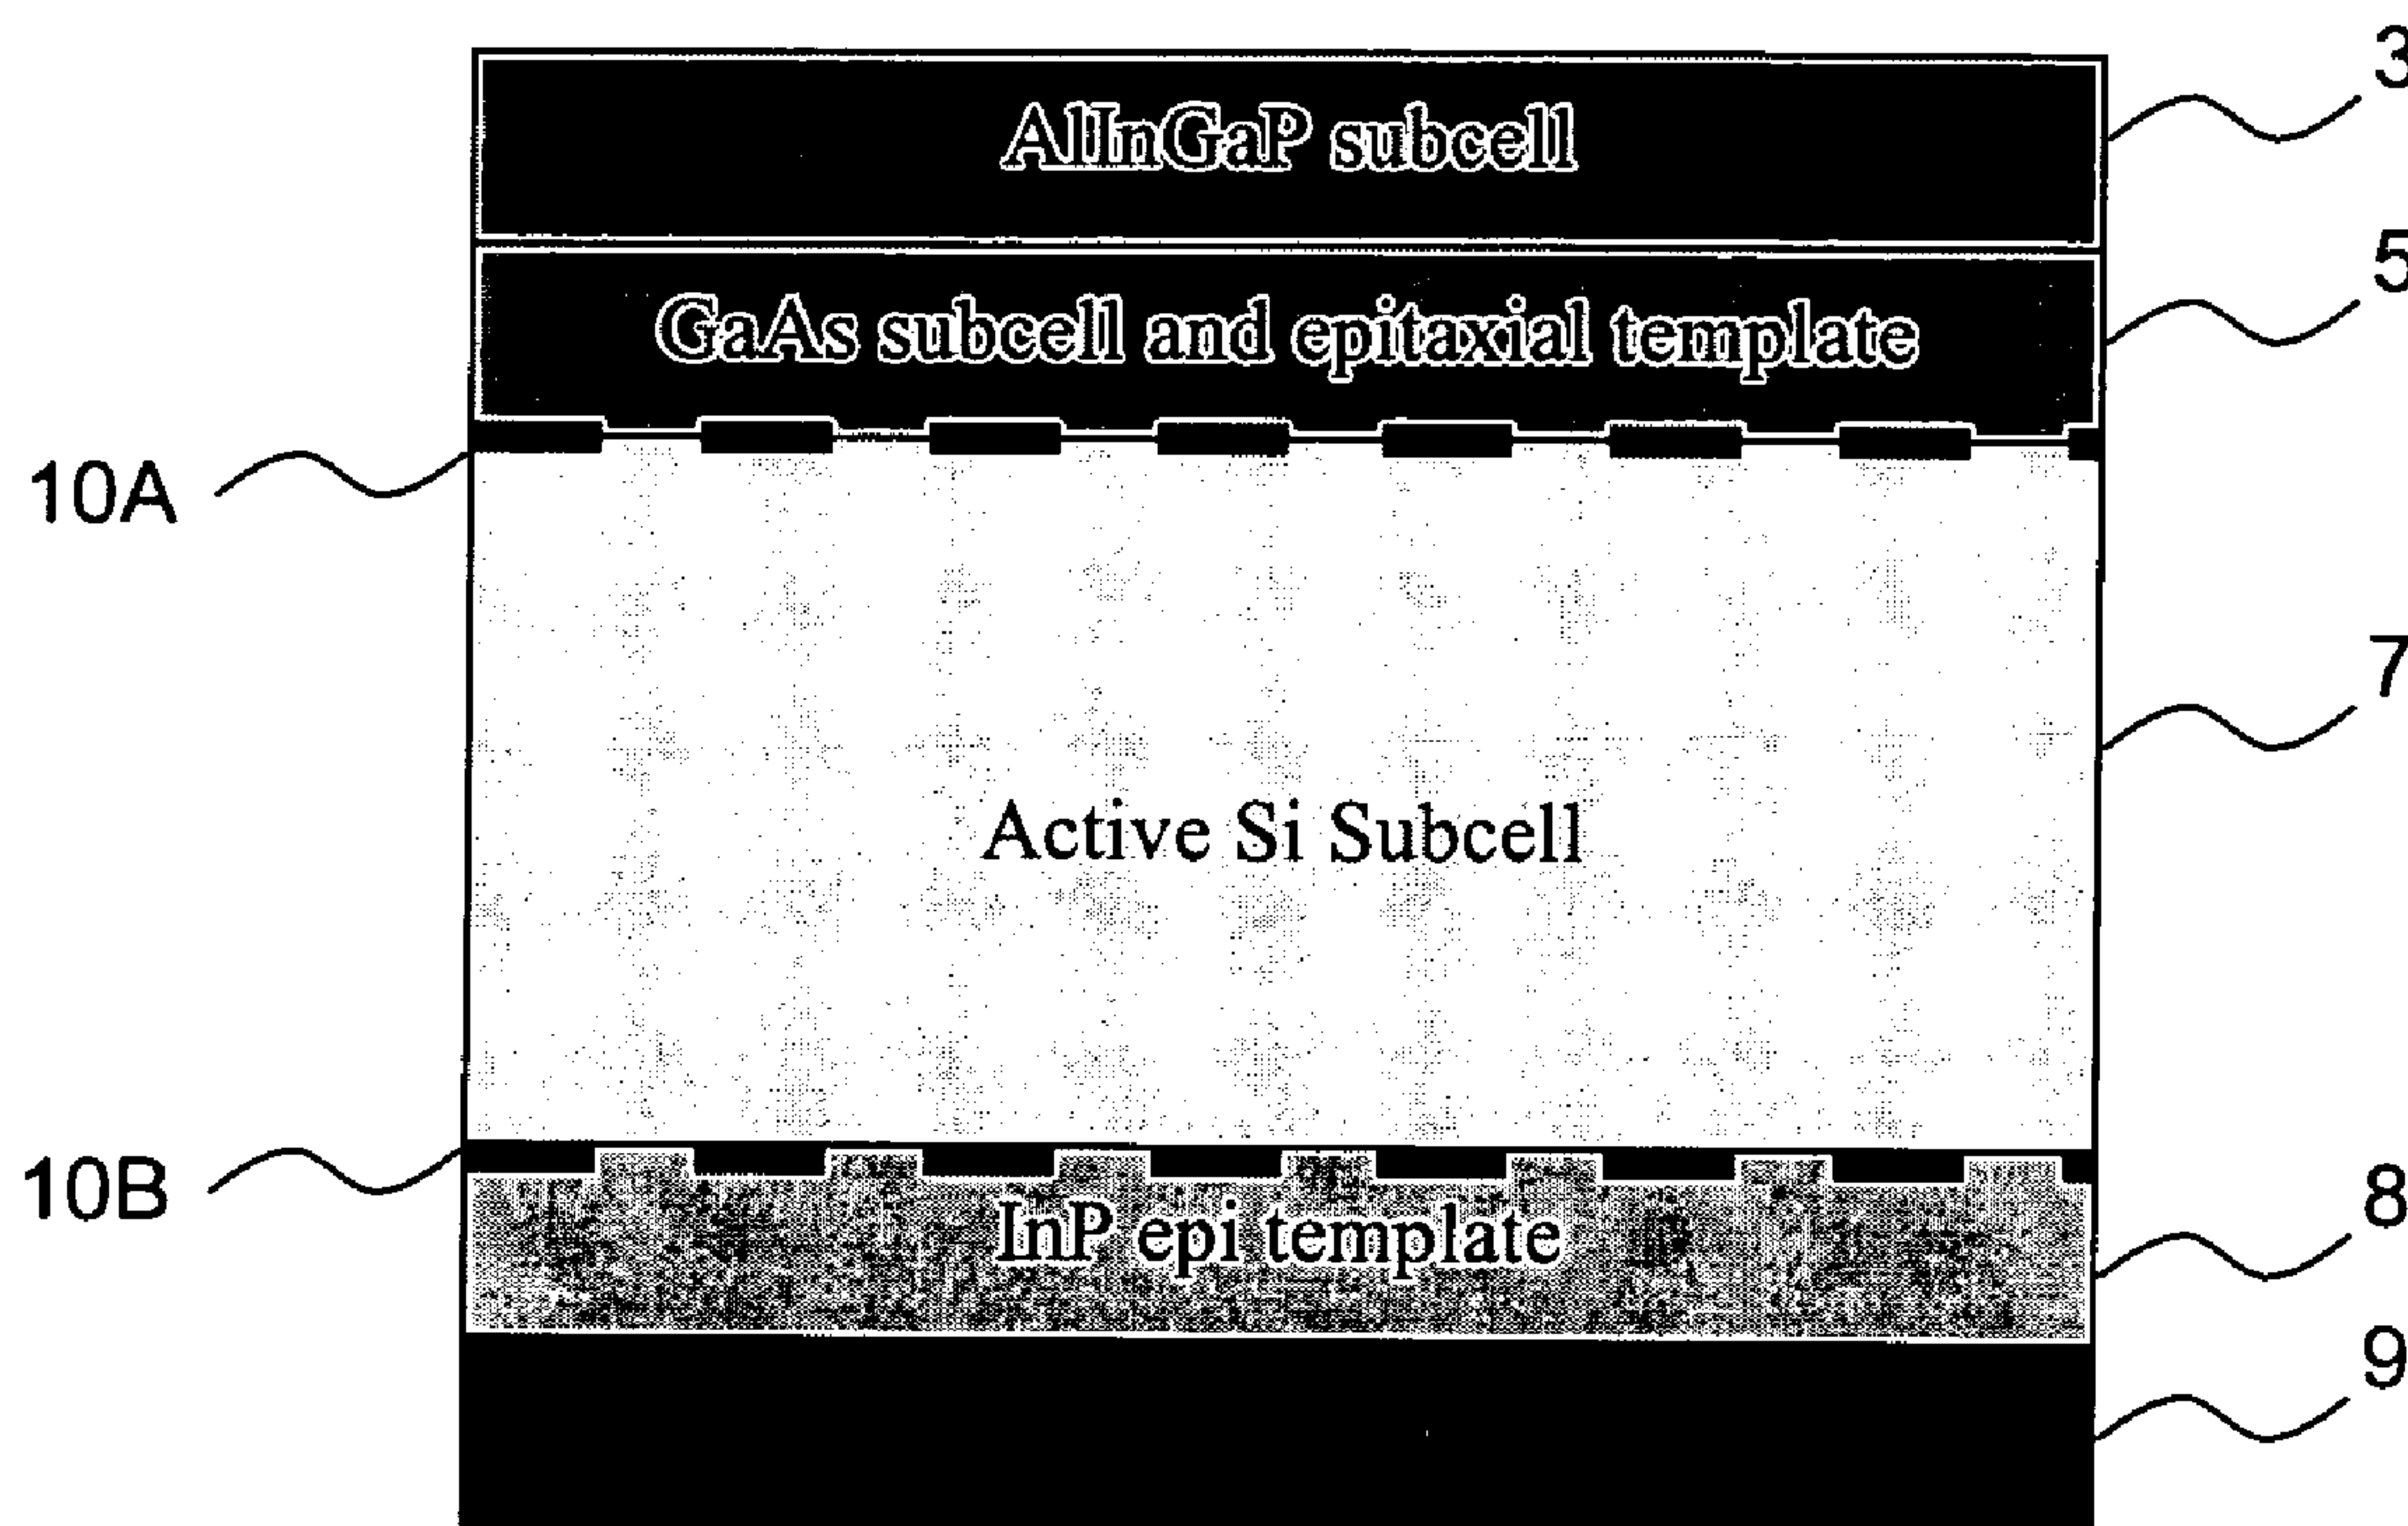 3
AlInGaP subcell
5
GaAs subcell and epitaxial template
10A
7
Active Si Subcell
10B
8
InP epi template
9